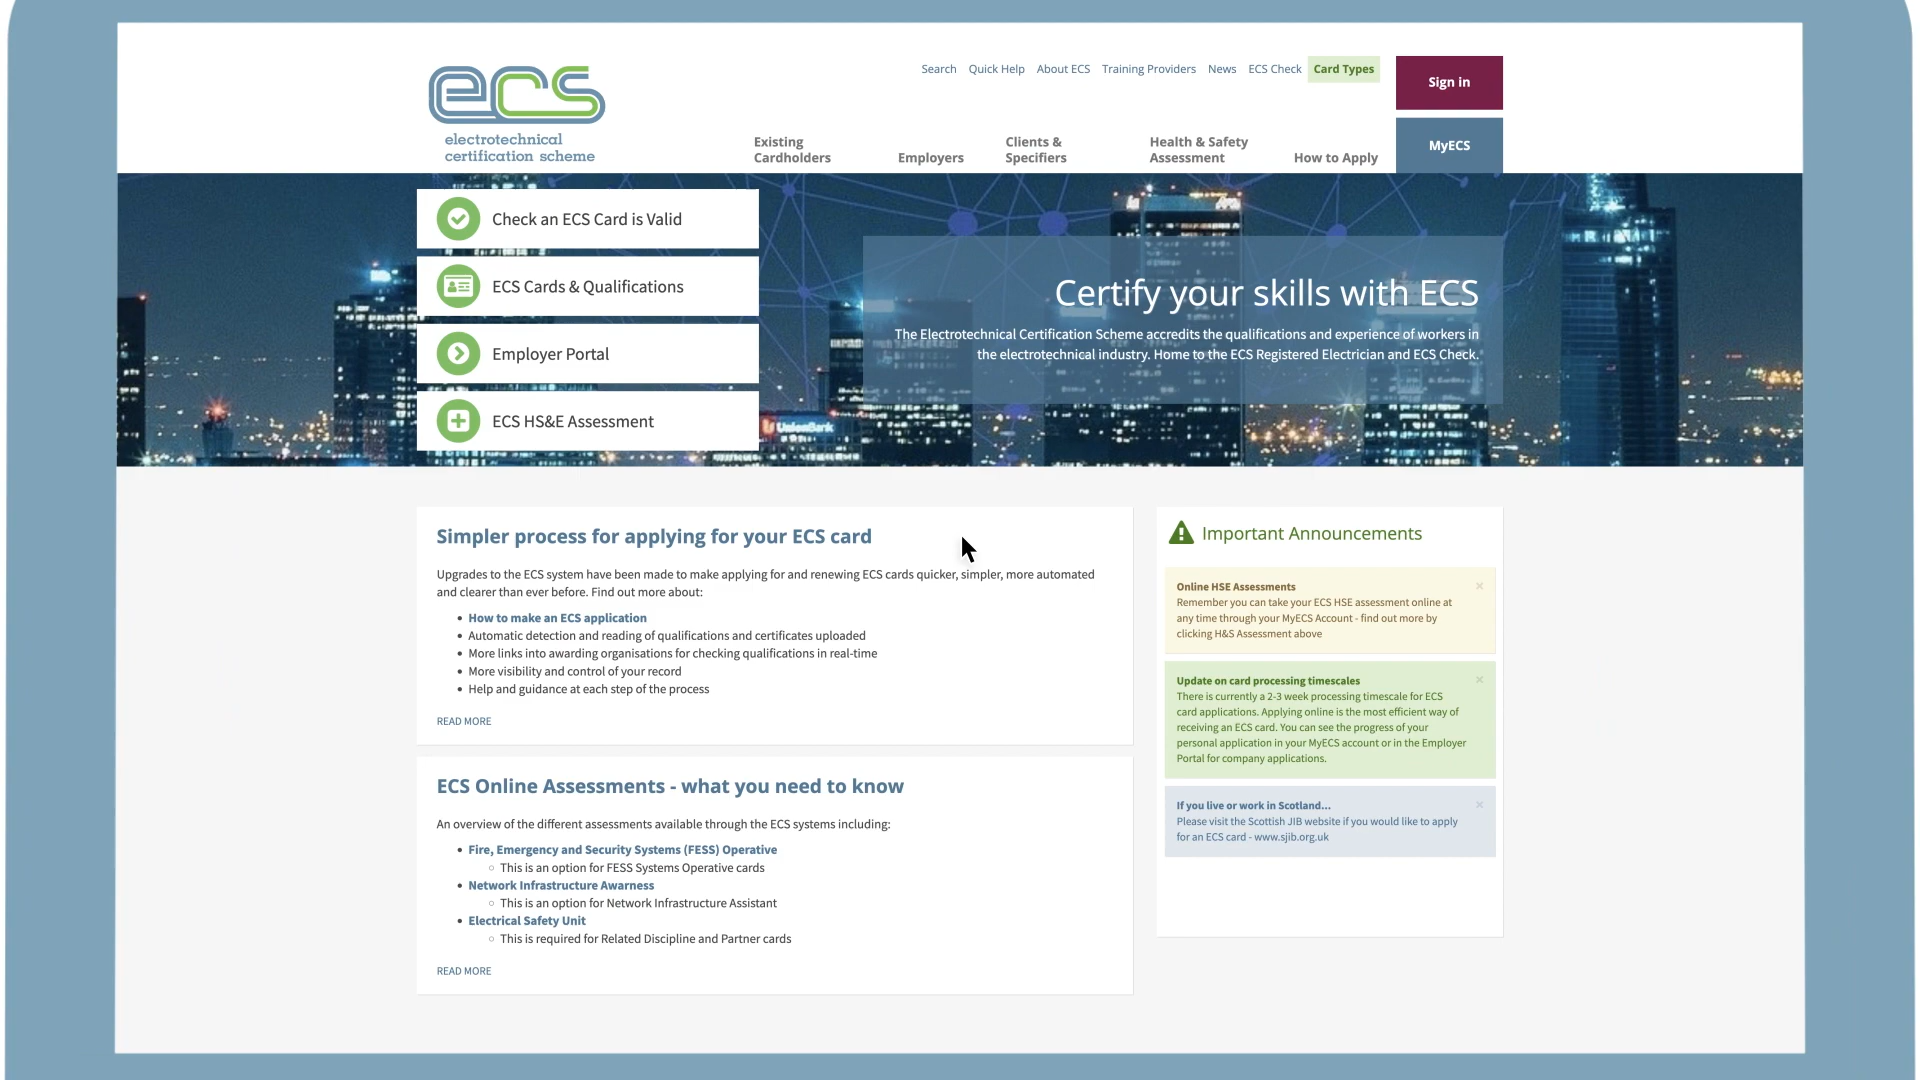 ecs
electrotechnical
certification scheme
Search Quick Help About ECS Training Providers News ECS Check Card Types
Sign in
Existing
Cardholders
Employers
Clients &
Specifiers
Health & Safety
Assessment
How to Apply
MyECS
Check an ECS Card is Valid
ECS Cards & Qualifications
Employer Portal
ECS HS&E Assessment
UnionBank
Certify your skills with ECS
The Electrotechnical Certification Scheme accredits the qualifications and experience of workers in
the electrotechnical industry. Home to the ECS Registered Electrician and ECS Check.
Simpler process for applying for your ECS card
Upgrades to the ECS system have been made to make applying for and renewing ECS cards quicker, simpler, more automated
and clearer than ever before. Find out more about:
• How to make an ECS application
• Automatic detection and reading of qualifications and certificates uploaded
• More links into awarding organisations for checking qualifications in real-time
• More visibility and control of your record
• Help and guidance at each step of the process
READ MORE
ECS Online Assessments - what you need to know
An overview of the different assessments available through the ECS systems including:
• Fire, Emergency and Security Systems (FESS) Operative
○ This is an option for FESS Systems Operative cards
• Network Infrastructure Awarness
○ This is an option for Network Infrastructure Assistant
• Electrical Safety Unit
○ This is required for Related Discipline and Partner cards
READ MORE
Important Announcements
Online HSE Assessments ×
Remember you can take your ECS HSE assessment online at
any time through your MyECS Account - find out more by
clicking H&S Assessment above
Update on card processing timescales ×
There is currently a 2-3 week processing timescale for ECS
card applications. Applying online is the most efficient way of
receiving an ECS card. You can see the progress of your
personal application in your MyECS account or in the Employer
Portal for company applications.
If you live or work in Scotland... ×
Please visit the Scottish JIB website if you would like to apply
for an ECS card - www.sjib.org.uk